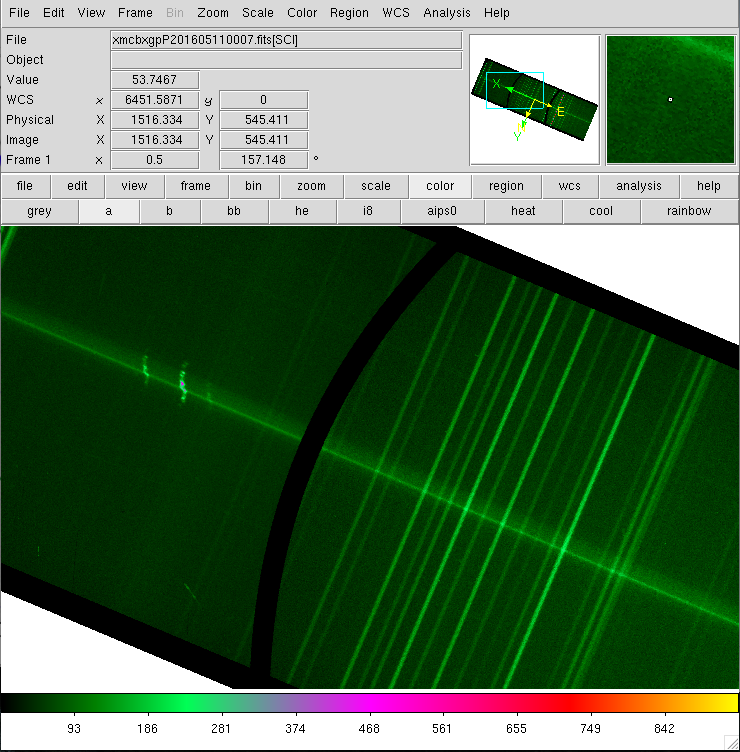 File Edit View Frame Bin Zoom Scale Color Region WCS Analysis Help
File xmcbxgpP201605110007.fits[SCI]
Object
Value 53.7467
WCS x 6451.5871 y 0
Physical X 1516.334 Y 545.411
Image X 1516.334 Y 545.411
Frame 1 x 0.5 157.148 °
X E Y
file edit view frame bin zoom scale color region wcs analysis help
grey a b bb he i8 aips0 heat cool rainbow
93 186 281 374 468 561 655 749 842